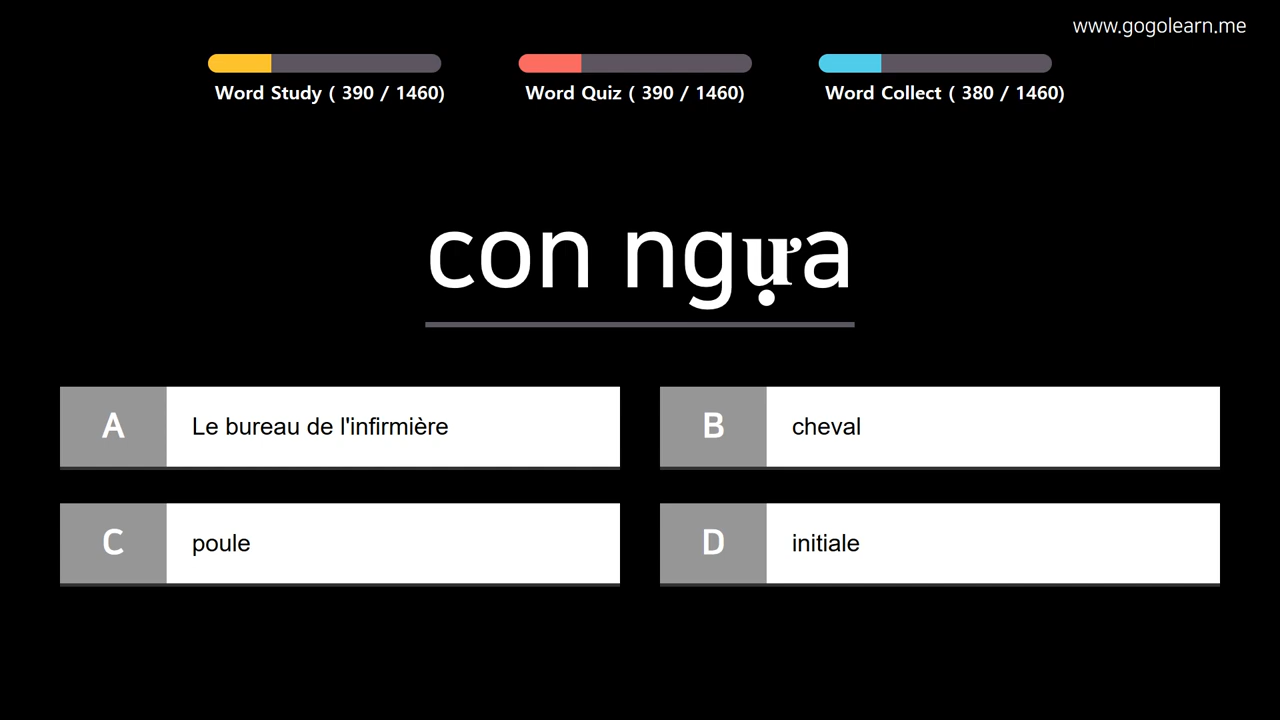 www.gogolearn.me
Word Study ( 390 / 1460)
Word Quiz ( 390 / 1460)
Word Collect ( 380 / 1460)
con ngựa
A
Le bureau de l'infirmière
B
cheval
C
poule
D
initiale